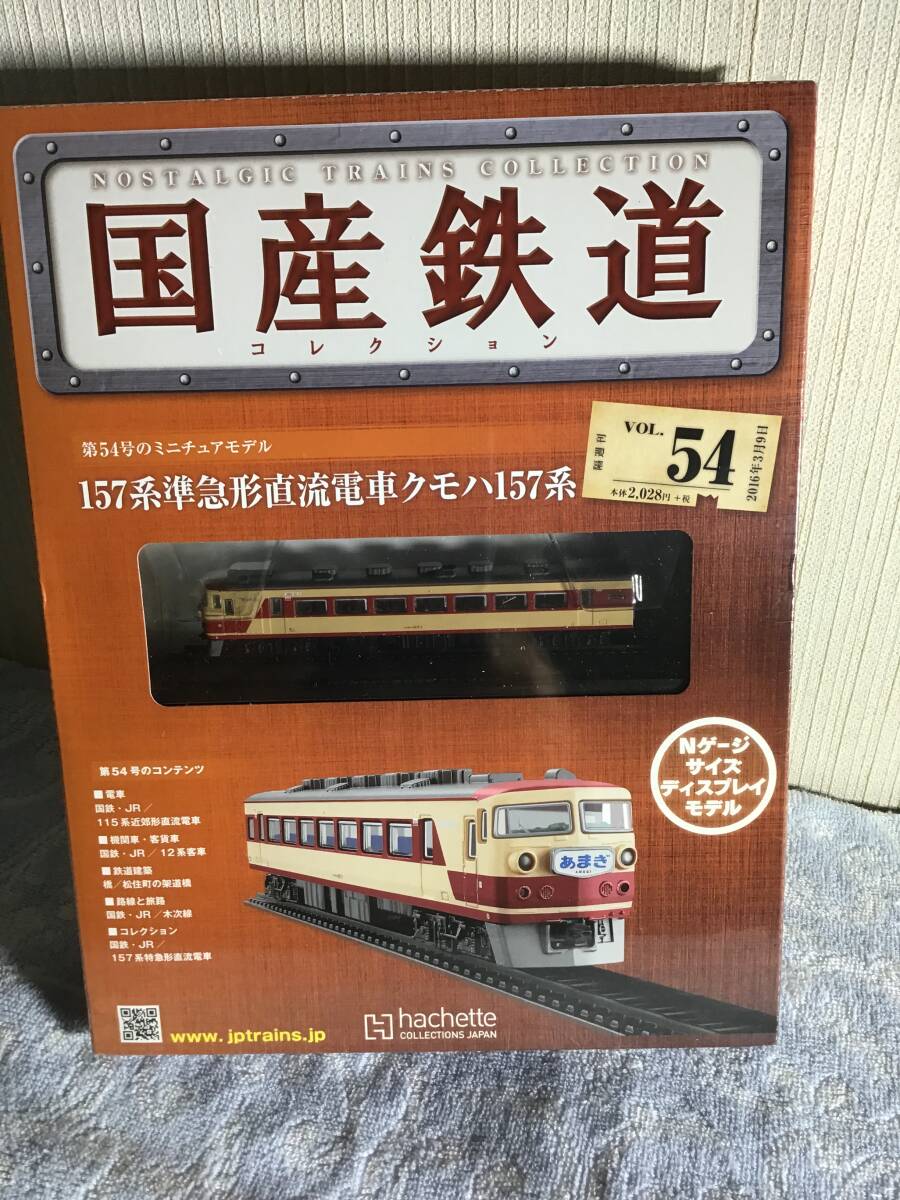 NOSTALGIC TRAINS COLLECTION
国産鉄道
コレクション
第54号のミニチュアモデル
157系準急形直流電車クモハ157系
隔週刊
VOL.
54
本体2,028円+税
2016年3月9日
Nゲージ
サイズ
ディスプレイ
モデル
第54号のコンテンツ
■電車
国鉄・JR/
115系近郊形直流電車
■機関車・客貨車
国鉄・JR/12系客車
■鉄道建築
橋/松住町の架道橋
■路線と旅路
国鉄・JR/木次線
■コレクション
国鉄・JR/
157系特急形直流電車
あまぎ
AMAGI
www.jptrains.jp
hachette
COLLECTIONS JAPAN